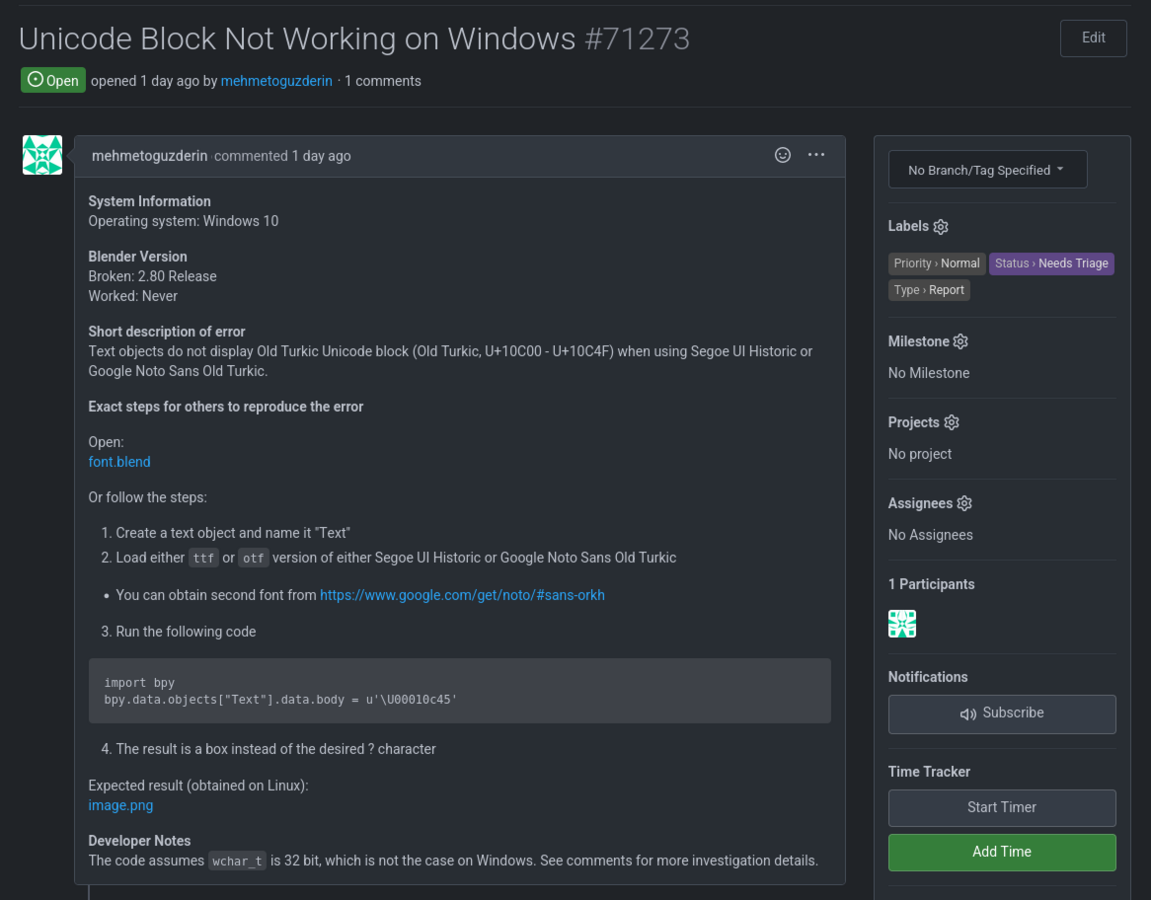 Unicode Block Not Working on Windows #71273
Edit
Open opened 1 day ago by mehmetoguzderin · 1 comments
mehmetoguzderin commented 1 day ago
System Information
Operating system: Windows 10
Blender Version
Broken: 2.80 Release
Worked: Never
Short description of error
Text objects do not display Old Turkic Unicode block (Old Turkic, U+10C00 - U+10C4F) when using Segoe UI Historic or
Google Noto Sans Old Turkic.
Exact steps for others to reproduce the error
Open:
font.blend
Or follow the steps:
1. Create a text object and name it "Text"
2. Load either ttf or otf version of either Segoe UI Historic or Google Noto Sans Old Turkic
• You can obtain second font from https://www.google.com/get/noto/#sans-orkh
3. Run the following code
import bpy
bpy.data.objects["Text"].data.body = u'\U00010c45'
4. The result is a box instead of the desired ? character
Expected result (obtained on Linux):
image.png
Developer Notes
The code assumes wchar_t is 32 bit, which is not the case on Windows. See comments for more investigation details.
No Branch/Tag Specified
Labels
Priority › Normal Status › Needs Triage
Type › Report
Milestone
No Milestone
Projects
No project
Assignees
No Assignees
1 Participants
Notifications
Subscribe
Time Tracker
Start Timer
Add Time